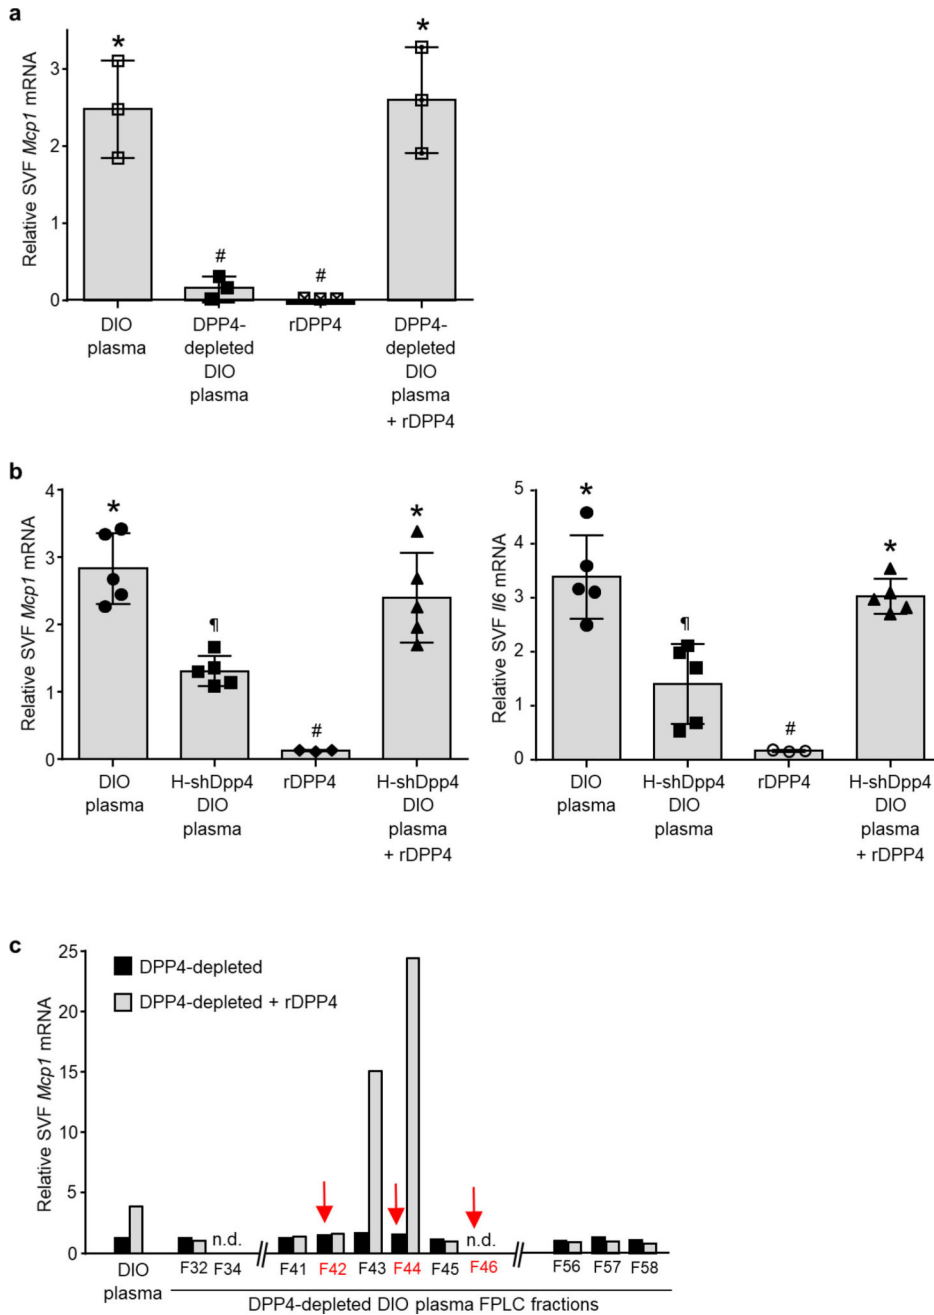 a
Relative SVF Mcp1 mRNA
3
2
1
0
*
#
#
*
DIO
plasma
DPP4-
depleted
DIO
plasma
rDPP4
DPP4-
depleted
DIO
plasma
+ rDPP4
b
Relative SVF Mcp1 mRNA
4
3
2
1
0
*
¶
#
*
DIO
plasma
H-shDpp4
DIO
plasma
rDPP4
H-shDpp4
DIO
plasma
+ rDPP4
Relative SVF Il6 mRNA
5
4
3
2
1
0
*
¶
#
*
DIO
plasma
H-shDpp4
DIO
plasma
rDPP4
H-shDpp4
DIO
plasma
+ rDPP4
c
Relative SVF Mcp1 mRNA
25
20
15
10
5
0
DPP4-depleted
DPP4-depleted + rDPP4
n.d.
n.d.
DIO
plasma
F32 F34
//
F41 F42 F43 F44 F45 F46
//
F56 F57 F58
DPP4-depleted DIO plasma FPLC fractions